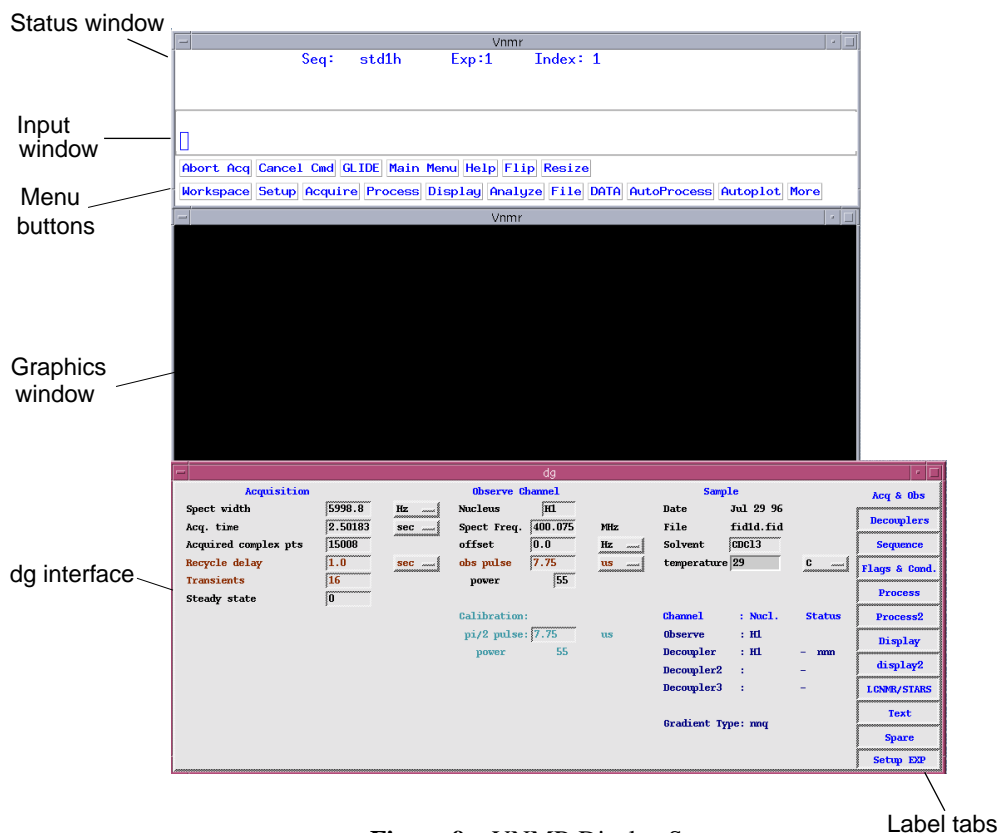 Status window
Vnmr
Seq: std1h Exp:1 Index: 1
Input
window
Abort Acq Cancel Cmd GLIDE Main Menu Help Flip Resize
Menu
buttons
Workspace Setup Acquire Process Display Analyze File DATA AutoProcess Autoplot More
Vnmr
Graphics
window
dg
dg interface
Acquisition
Spect width 5998.8 Hz
Acq. time 2.50183 sec
Acquired complex pts 15008
Recycle delay 1.0 sec
Transients 16
Steady state 0
Observe Channel
Nucleus H1
Spect Freq. 400.075 MHz
offset 0.0 Hz
obs pulse 7.75 us
power 55
Calibration:
pi/2 pulse: 7.75 us
power 55
Sample
Date Jul 29 96
File fid1d.fid
Solvent CDCl3
temperature 29 C
Channel : Nucl. Status
Observe : H1
Decoupler : H1 - nnn
Decoupler2 : -
Decoupler3 : -
Gradient Type: nnq
Acq & Obs
Decouplers
Sequence
Flags & Cond.
Process
Process2
Display
display2
LCNMR/STARS
Text
Spare
Setup EXP
Label tabs